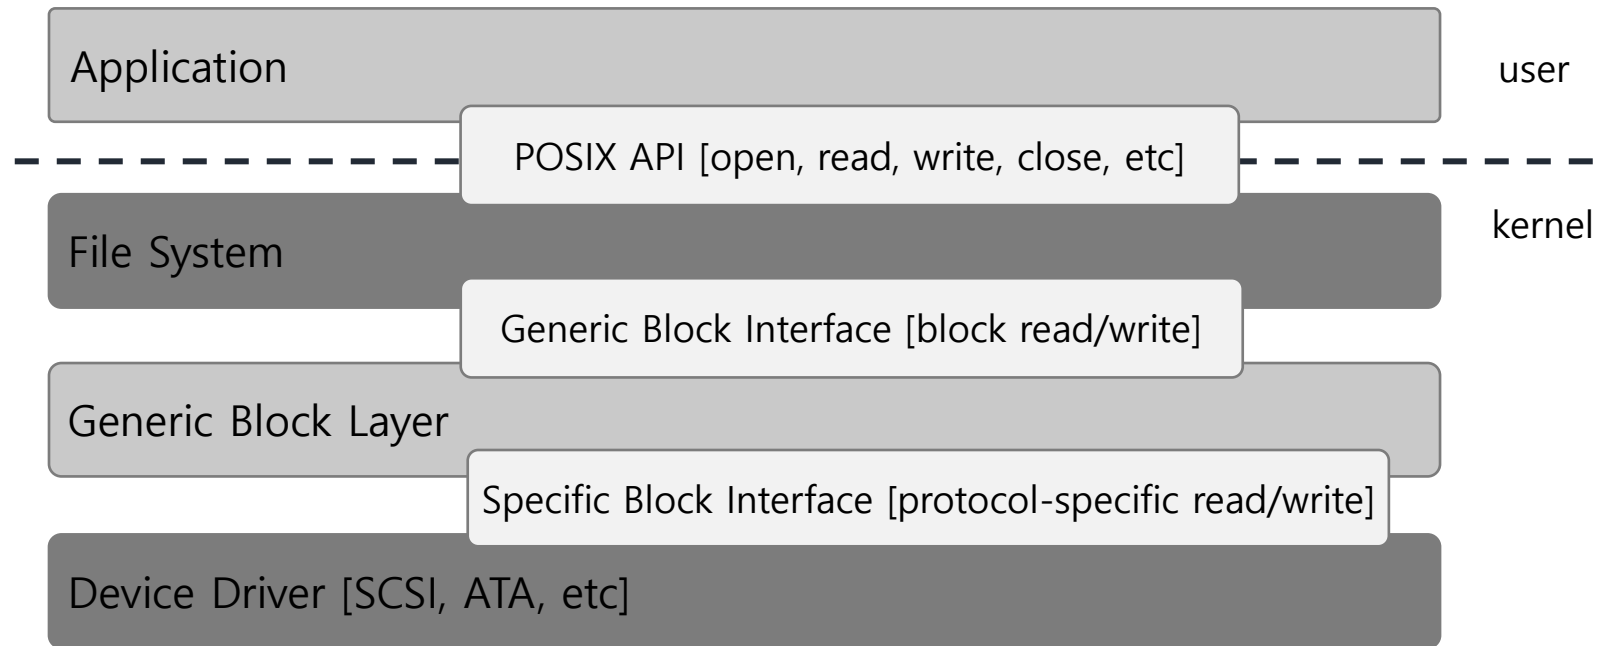 Application
user
POSIX API [open, read, write, close, etc]
kernel
File System
Generic Block Interface [block read/write]
Generic Block Layer
Specific Block Interface [protocol-specific read/write]
Device Driver [SCSI, ATA, etc]